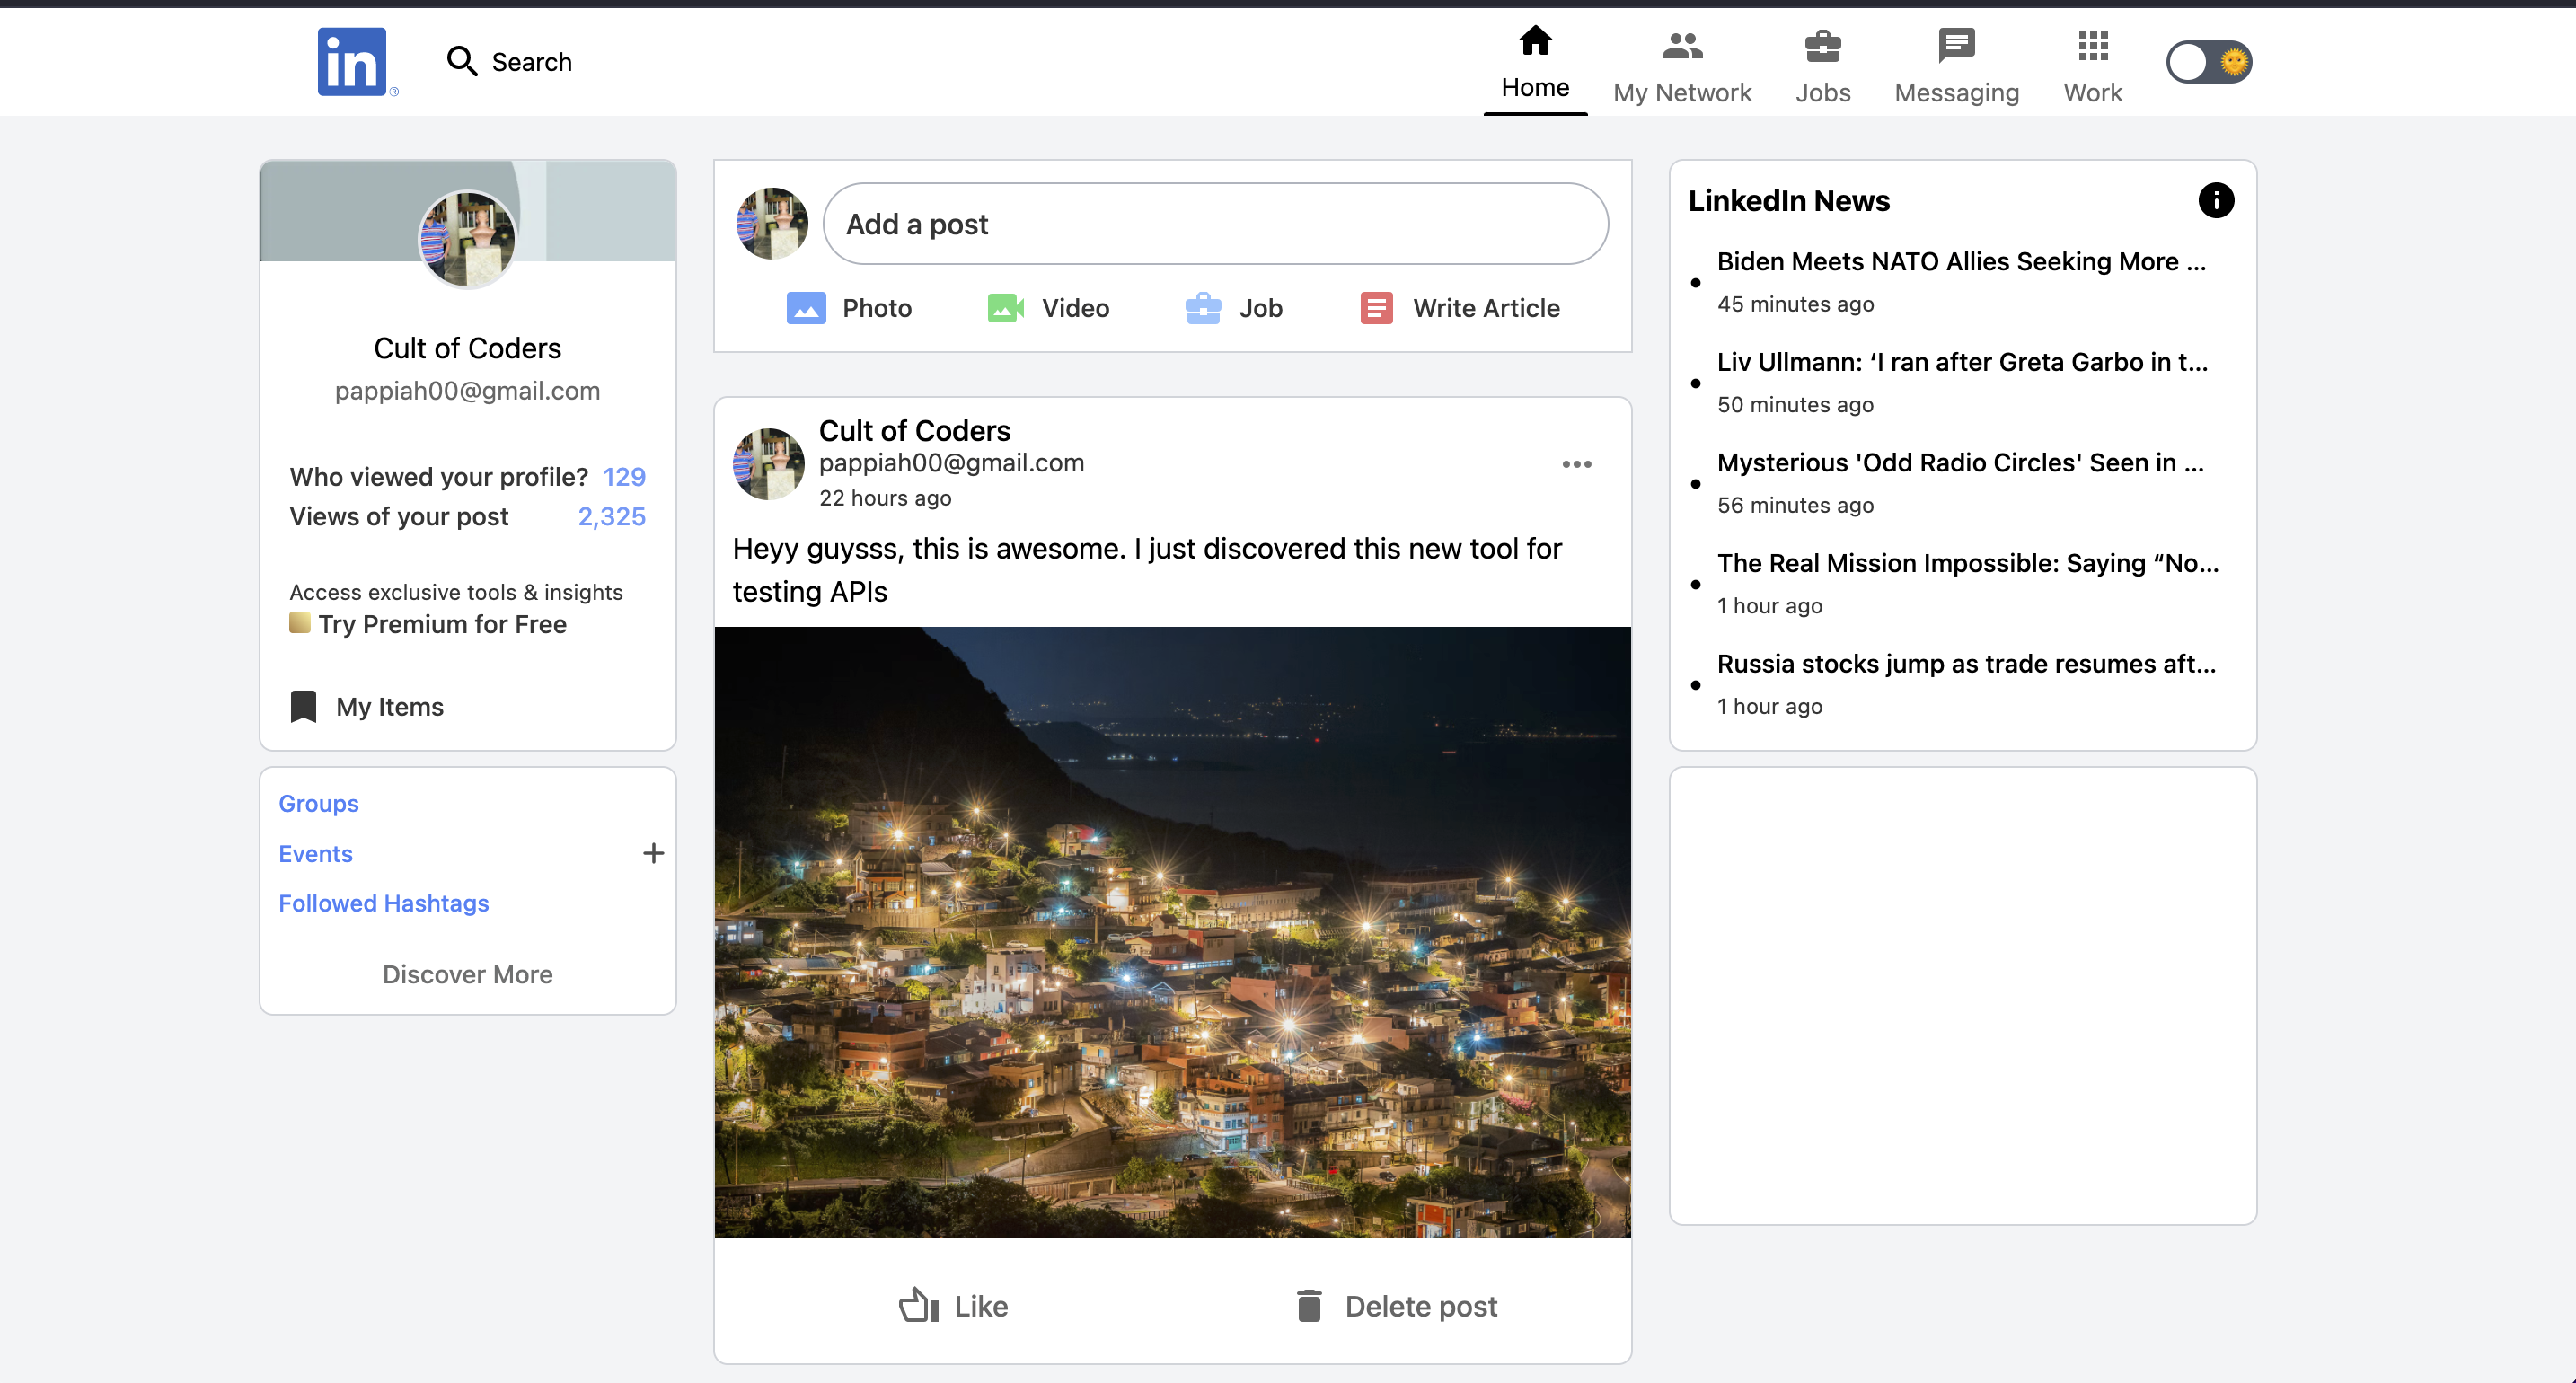 in
Search
Home
My Network
Jobs
Messaging
Work
Cult of Coders
pappiah00@gmail.com
Who viewed your profile? 129
Views of your post 2,325
Access exclusive tools & insights
Try Premium for Free
My Items
Groups
Events
Followed Hashtags
Discover More
Add a post
Photo
Video
Job
Write Article
Cult of Coders
pappiah00@gmail.com
22 hours ago
Heyy guysss, this is awesome. I just discovered this new tool for
testing APIs
Like
Delete post
LinkedIn News
Biden Meets NATO Allies Seeking More ...
45 minutes ago
Liv Ullmann: ‘I ran after Greta Garbo in t...
50 minutes ago
Mysterious 'Odd Radio Circles' Seen in ...
56 minutes ago
The Real Mission Impossible: Saying “No...
1 hour ago
Russia stocks jump as trade resumes aft...
1 hour ago